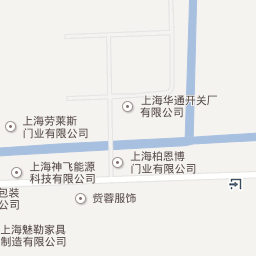 上海华通开关厂
有限公司
上海劳莱斯
门业有限公司
上海柏恩博
门业有限公司
上海神飞能源
科技有限公司
包装
公司
赀蓉服饰
上海魅勒家具
制造有限公司